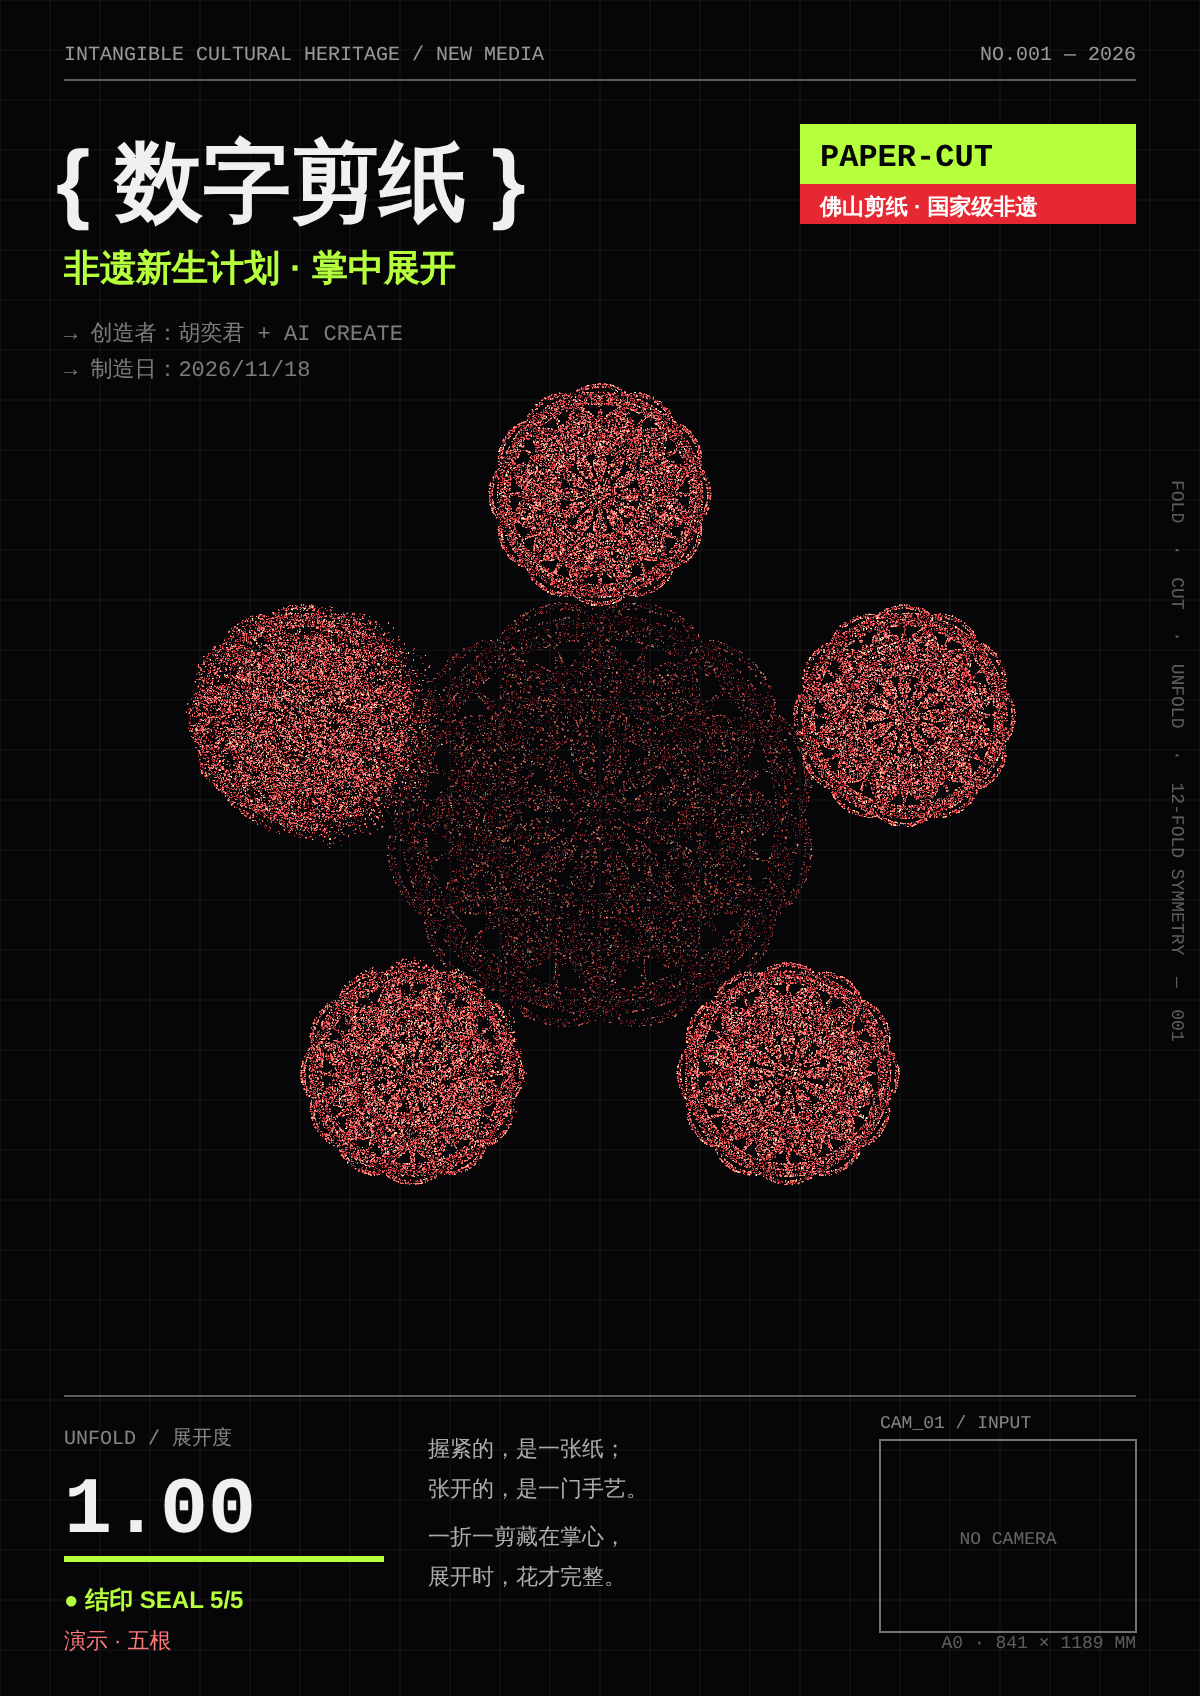 INTANGIBLE CULTURAL HERITAGE / NEW MEDIA
NO.001 — 2026
{ 数字剪纸 }
PAPER-CUT
佛山剪纸 · 国家级非遗
非遗新生计划 · 掌中展开
→ 创造者：胡奕君 + AI CREATE
→ 制造日：2026/11/18
FOLD · CUT · UNFOLD · 12-FOLD SYMMETRY — 001
UNFOLD / 展开度
1.00
● 结印 SEAL 5/5
演示 · 五根
握紧的，是一张纸；
张开的，是一门手艺。
一折一剪藏在掌心，
展开时，花才完整。
CAM_01 / INPUT
NO CAMERA
A0 · 841 × 1189 MM